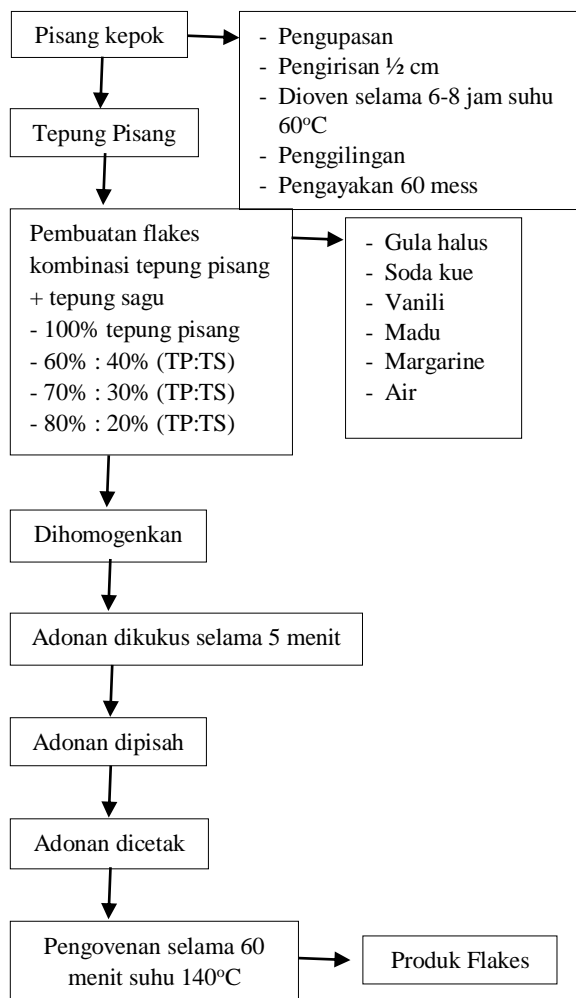 Pisang kepok
- Pengupasan
- Pengirisan ½ cm
- Dioven selama 6-8 jam suhu
60°C
- Penggilingan
- Pengayakan 60 mess
Tepung Pisang
Pembuatan flakes
kombinasi tepung pisang
+ tepung sagu
- 100% tepung pisang
- 60% : 40% (TP:TS)
- 70% : 30% (TP:TS)
- 80% : 20% (TP:TS)
- Gula halus
- Soda kue
- Vanili
- Madu
- Margarine
- Air
Dihomogenkan
Adonan dikukus selama 5 menit
Adonan dipisah
Adonan dicetak
Pengovenan selama 60
menit suhu 140°C
Produk Flakes